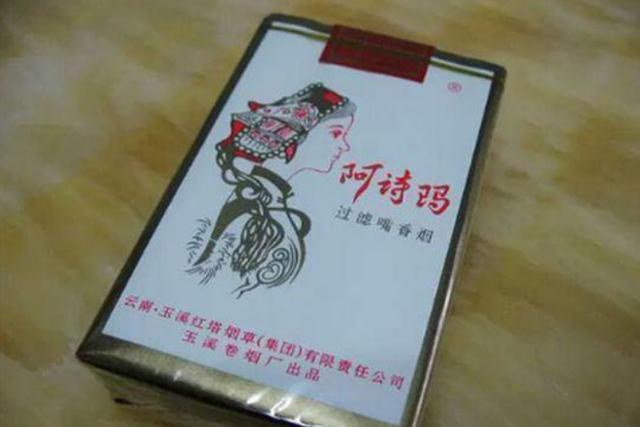 ®
阿诗玛
过滤嘴香烟
云南·玉溪红塔烟草(集团)有限责任公司
玉溪卷烟厂出品